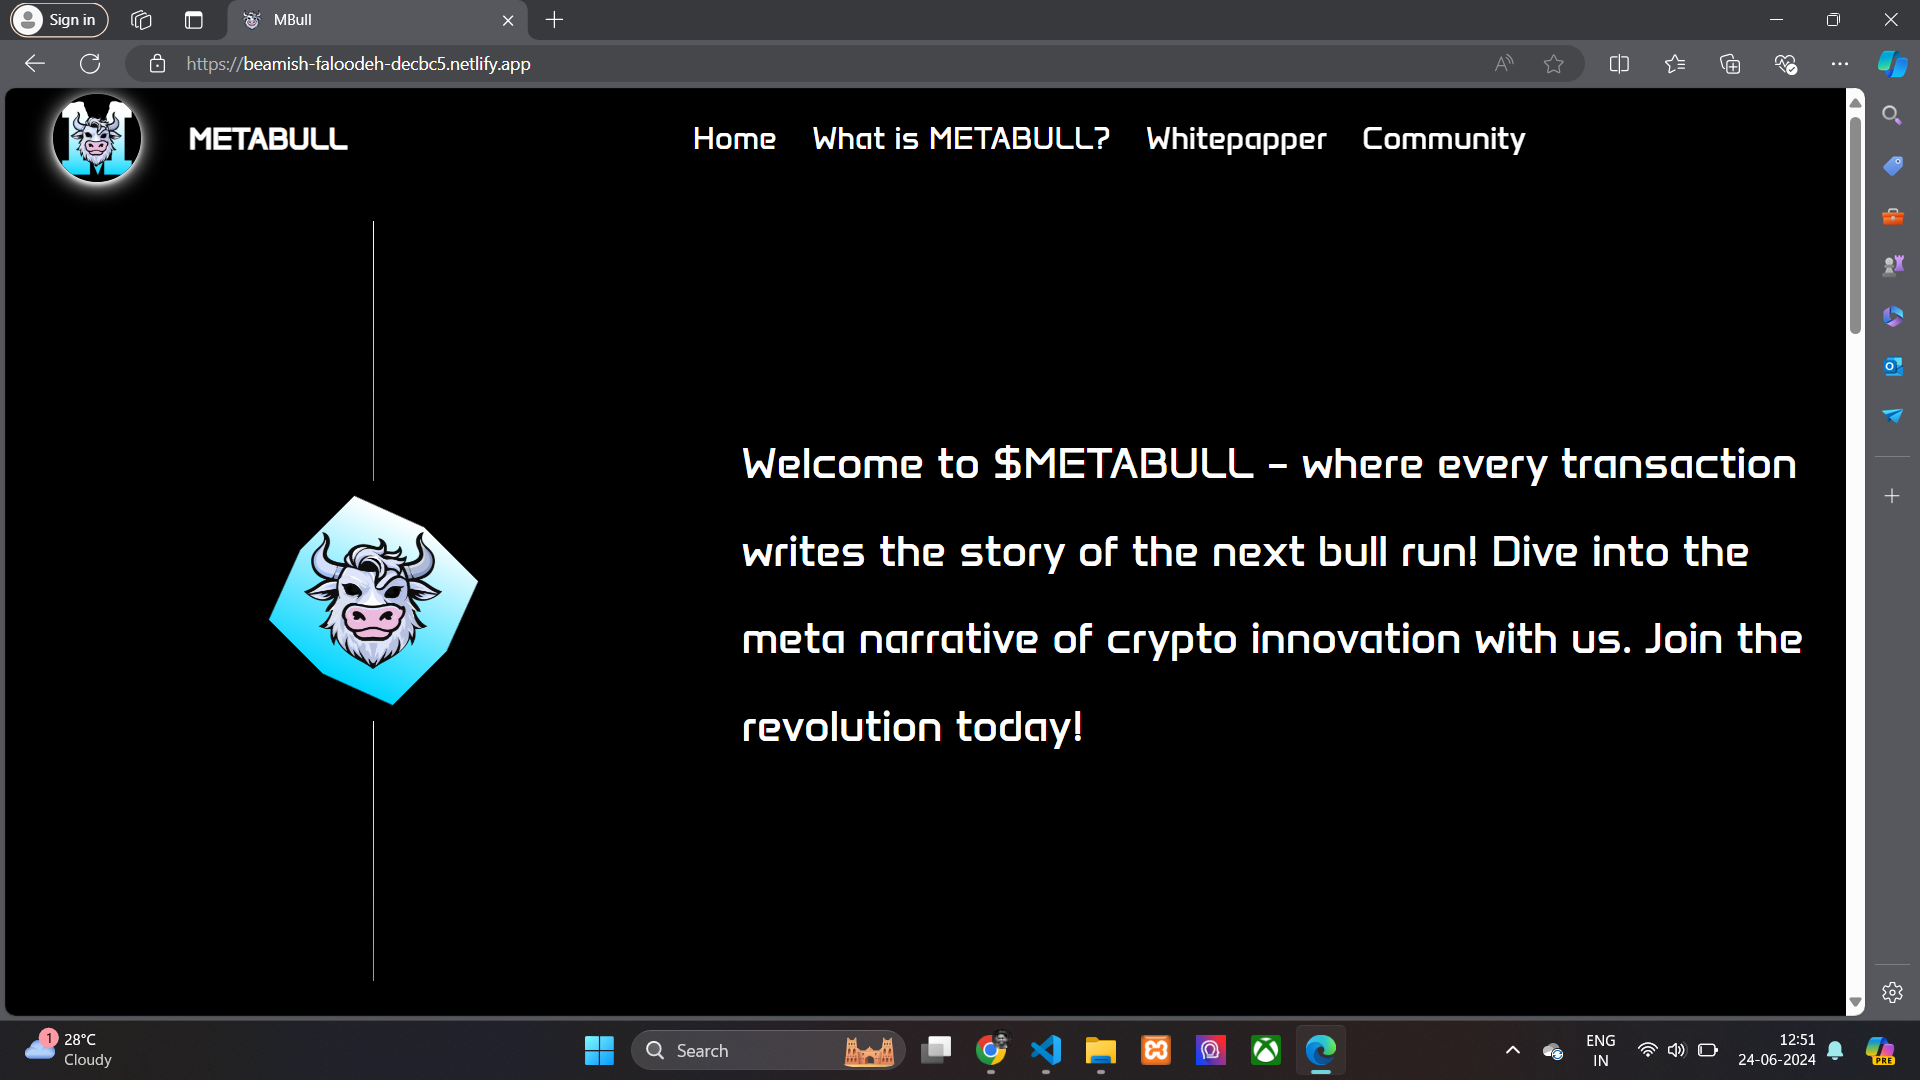 Sign in
MBull
https://beamish-faloodeh-decbc5.netlify.app
METABULL
Home What is METABULL? Whitepapper Community
Welcome to $METABULL - where every transaction
writes the story of the next bull run! Dive into the
meta narrative of crypto innovation with us. Join the
revolution today!
1
28°C
Cloudy
Search
ENG
IN
12:51
24-06-2024
PRE